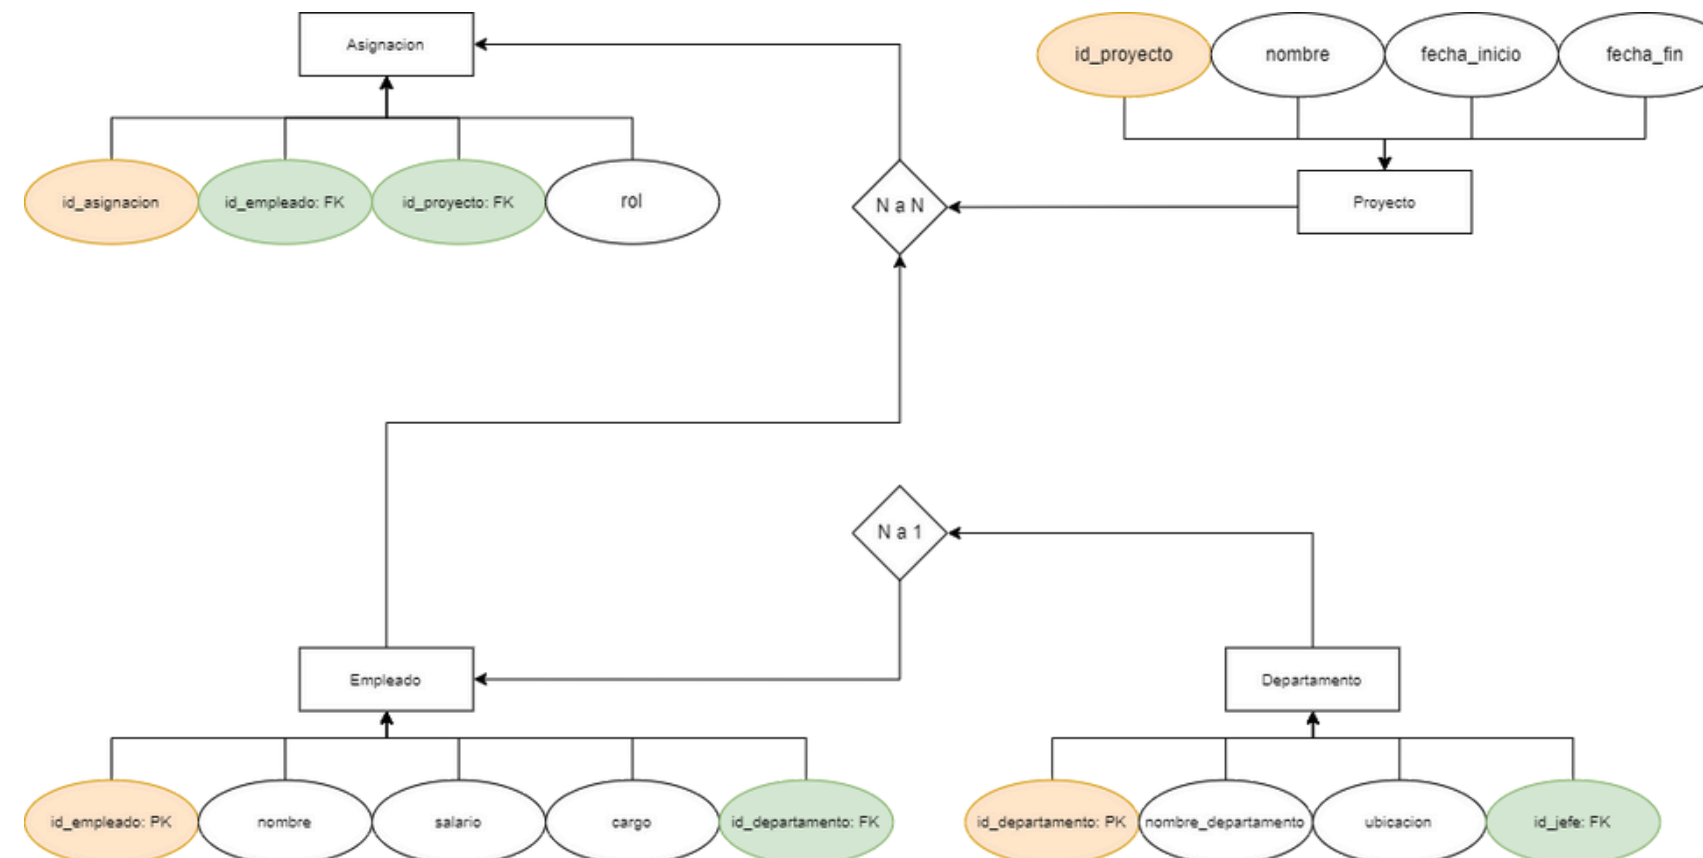 Asignacion
id_proyecto
nombre
fecha_inicio
fecha_fin
id_asignacion
id_empleado: FK
id_proyecto: FK
rol
N a N
Proyecto
N a 1
Empleado
Departamento
id_empleado: PK
nombre
salario
cargo
id_departamento: FK
id_departamento: PK
nombre_departamento
ubicacion
id_jefe: FK